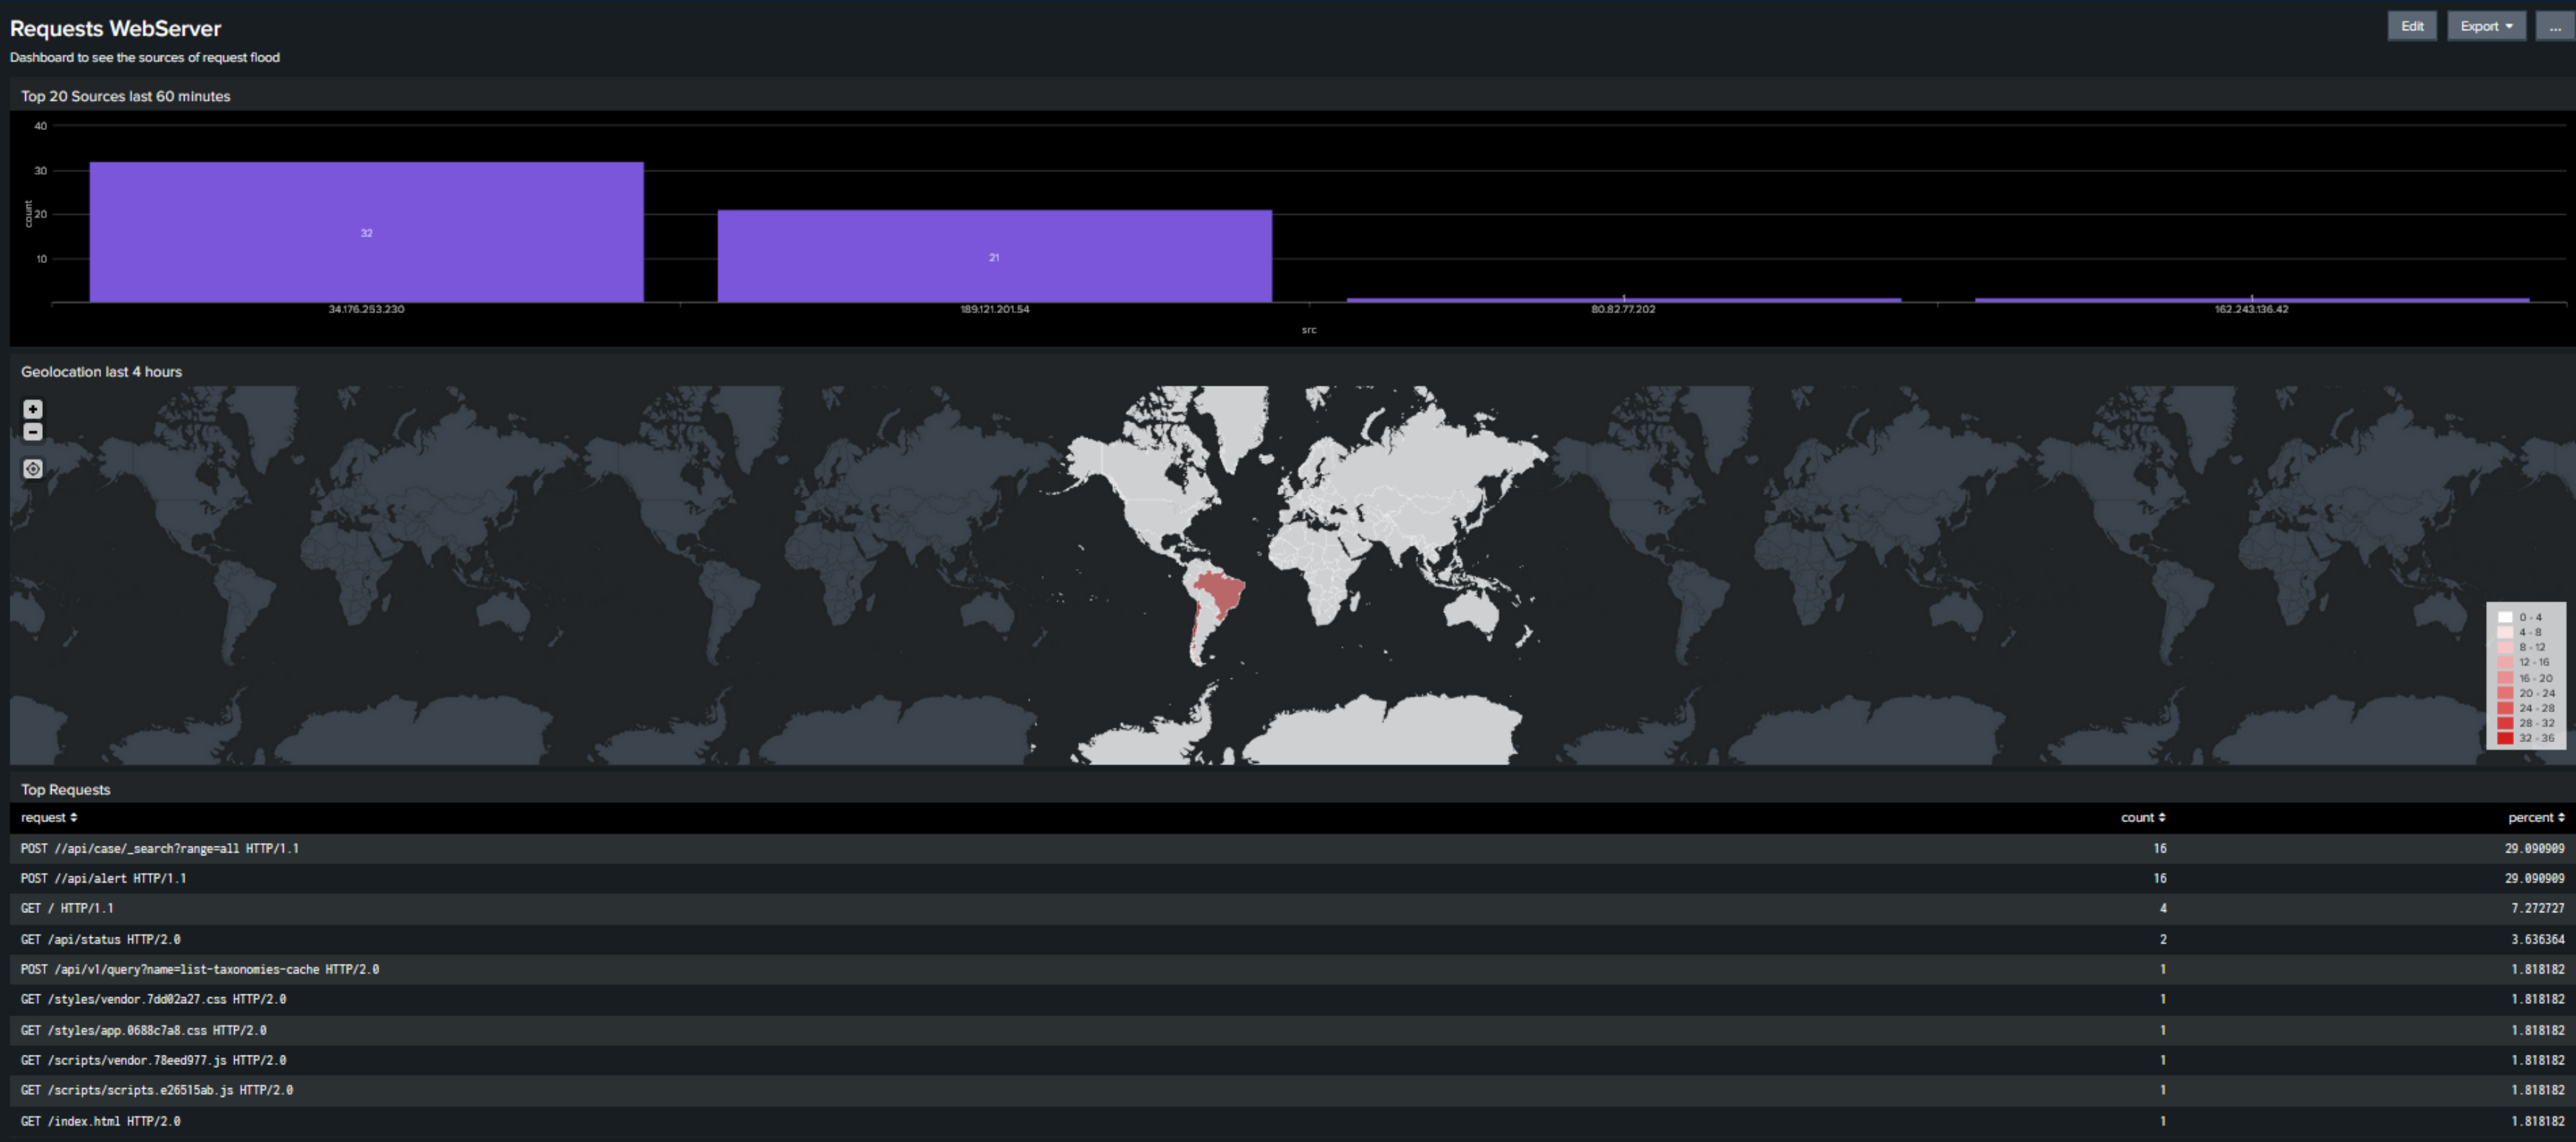 Requests WebServer
Edit
Export
...
Dashboard to see the sources of request flood
Top 20 Sources last 60 minutes
40
30
20
10
count
32
21
1
1
34.176.253.230
189.121.201.54
80.82.77.202
162.243.136.42
src
Geolocation last 4 hours
+
-
0 - 4
4 - 8
8 - 12
12 - 16
16 - 20
20 - 24
24 - 28
28 - 32
32 - 36
Top Requests
request count percent
POST //api/case/_search?range=all HTTP/1.1 16 29.090909
POST //api/alert HTTP/1.1 16 29.090909
GET / HTTP/1.1 4 7.272727
GET /api/status HTTP/2.0 2 3.636364
POST /api/v1/query?name=list-taxonomies-cache HTTP/2.0 1 1.818182
GET /styles/vendor.7dd02a27.css HTTP/2.0 1 1.818182
GET /styles/app.0688c7a8.css HTTP/2.0 1 1.818182
GET /scripts/vendor.78eed977.js HTTP/2.0 1 1.818182
GET /scripts/scripts.e26515ab.js HTTP/2.0 1 1.818182
GET /index.html HTTP/2.0 1 1.818182